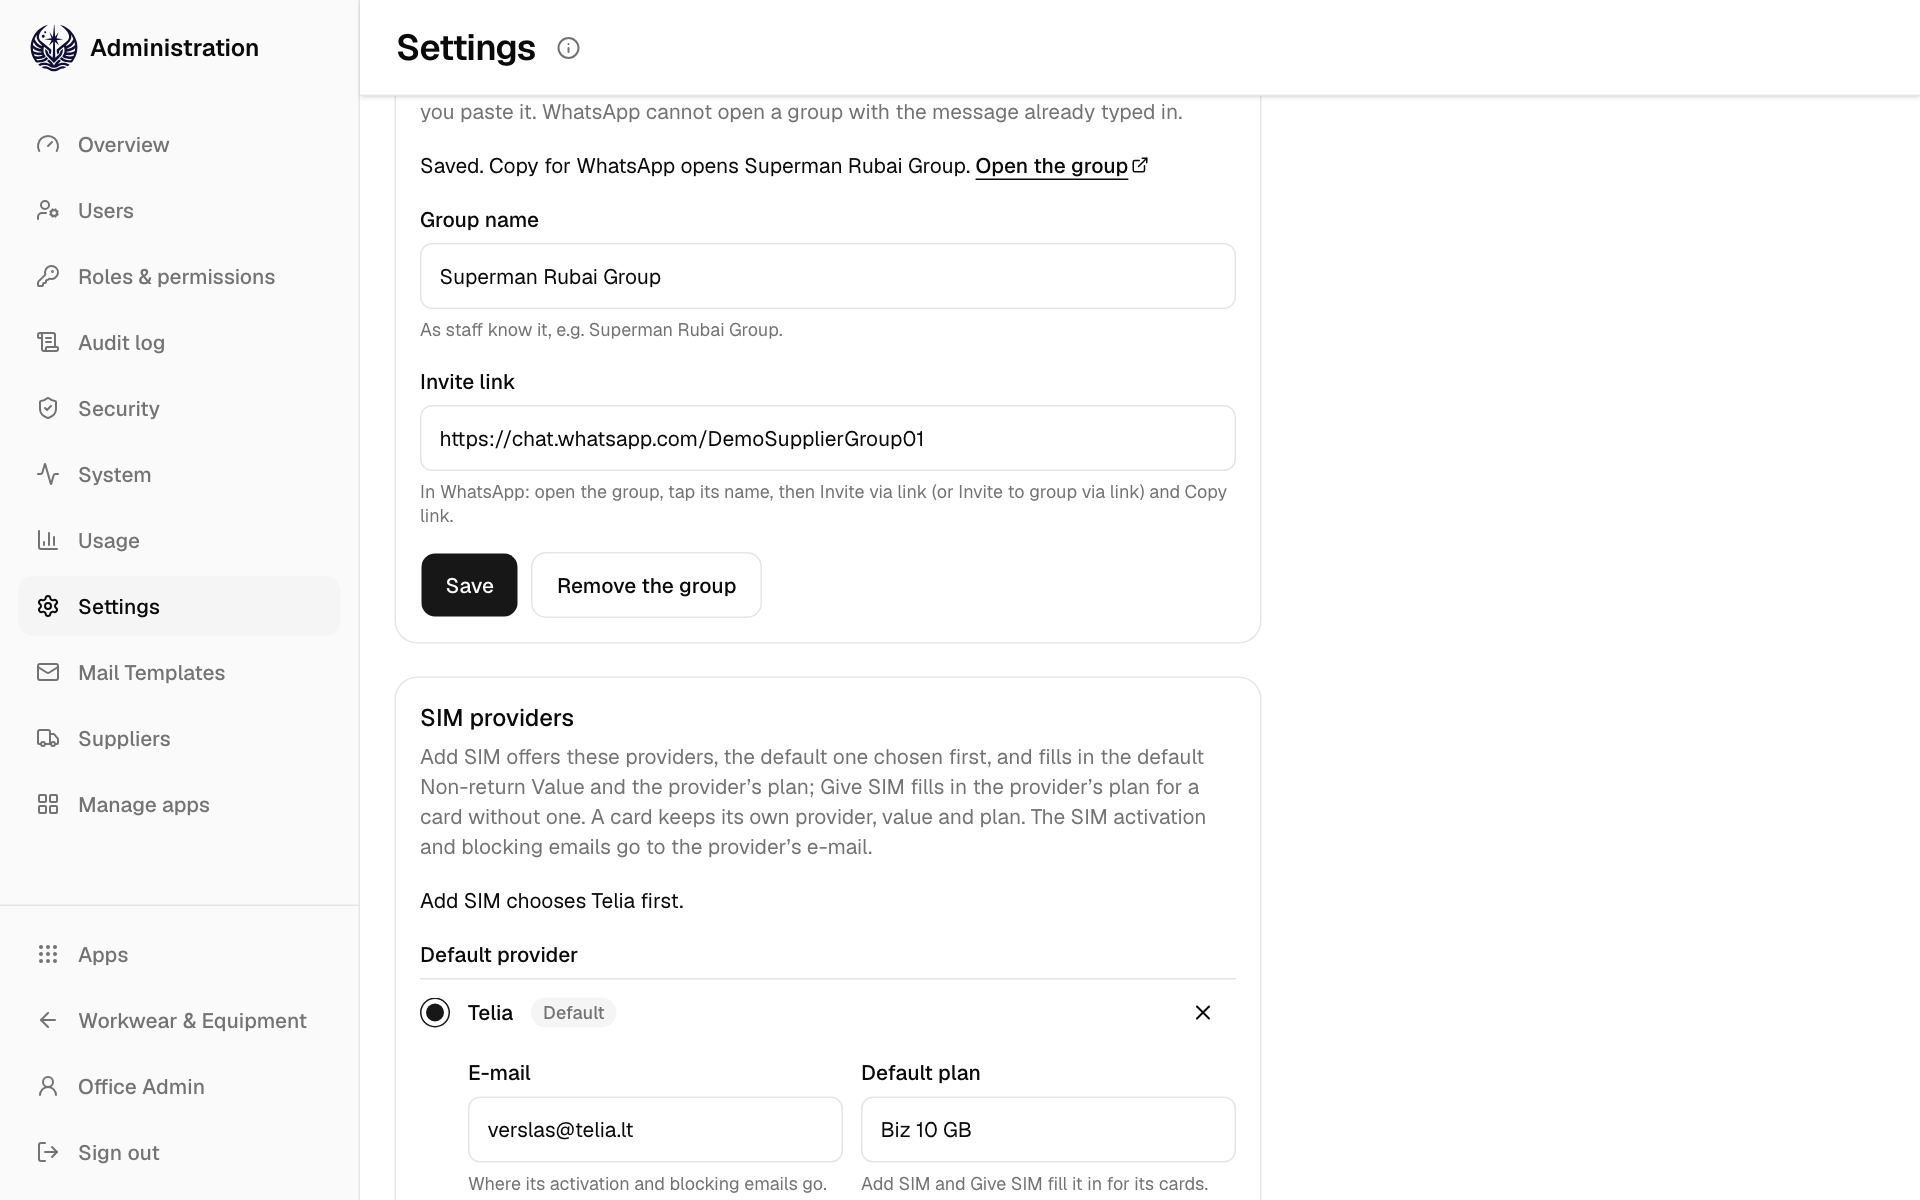 Administration
Overview
Users
Roles & permissions
Audit log
Security
System
Usage
Settings
Mail Templates
Suppliers
Manage apps
Apps
Workwear & Equipment
Office Admin
Sign out
Settings
you paste it. WhatsApp cannot open a group with the message already typed in.
Saved. Copy for WhatsApp opens Superman Rubai Group. Open the group
Group name
Superman Rubai Group
As staff know it, e.g. Superman Rubai Group.
Invite link
https://chat.whatsapp.com/DemoSupplierGroup01
In WhatsApp: open the group, tap its name, then Invite via link (or Invite to group via link) and Copy
link.
Save
Remove the group
SIM providers
Add SIM offers these providers, the default one chosen first, and fills in the default
Non-return Value and the provider’s plan; Give SIM fills in the provider’s plan for a
card without one. A card keeps its own provider, value and plan. The SIM activation
and blocking emails go to the provider’s e-mail.
Add SIM chooses Telia first.
Default provider
Telia Default
E-mail
Default plan
verslas@telia.lt
Biz 10 GB
Where its activation and blocking emails go.
Add SIM and Give SIM fill it in for its cards.